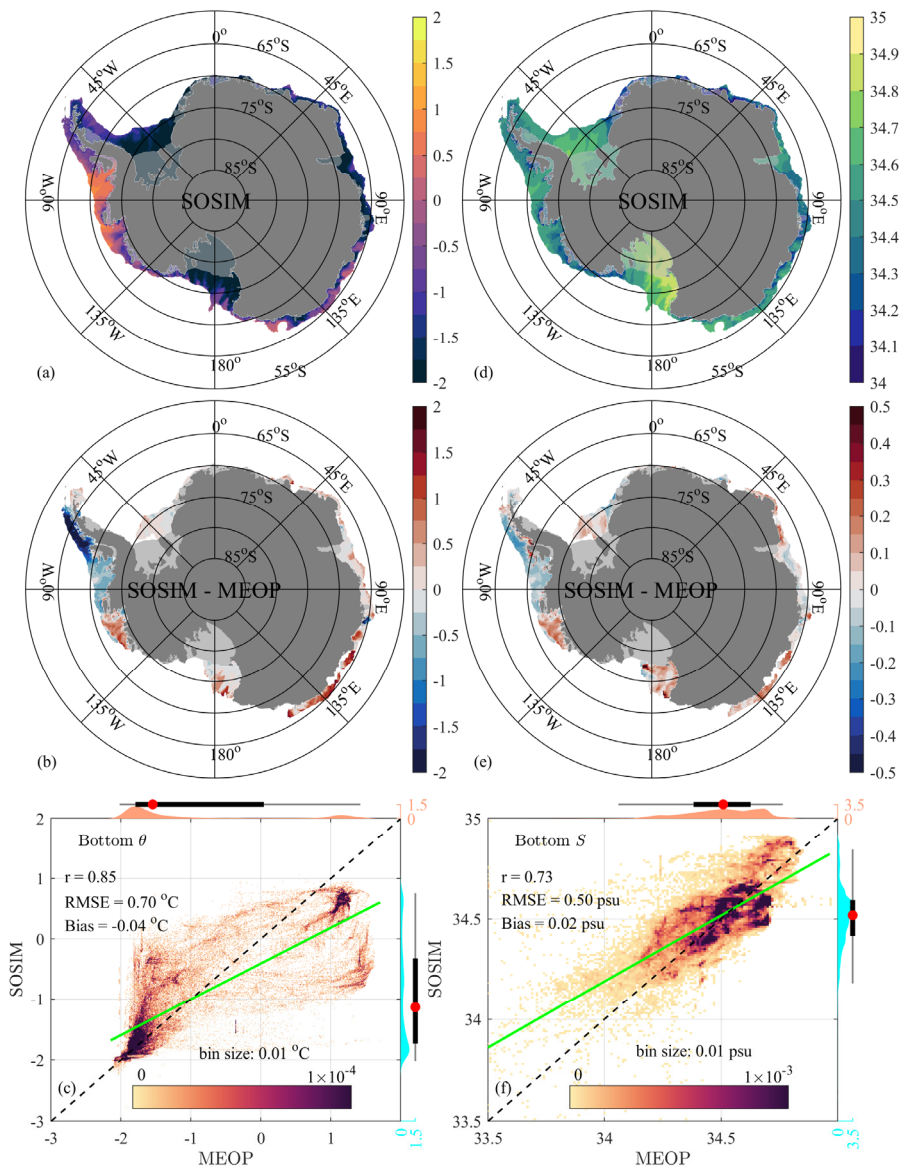 0°
65°S
45°W
45°E
75°S
85°S
90°W
SOSIM
90°E
135°W
135°E
180°
55°S
(a)
2
1.5
1
0.5
0
-0.5
-1
-1.5
-2
0°
65°S
45°W
45°E
75°S
85°S
90°W
SOSIM
90°E
135°W
135°E
180°
55°S
(d)
35
34.9
34.8
34.7
34.6
34.5
34.4
34.3
34.2
34.1
34
0°
65°S
45°W
45°E
75°S
85°S
90°W
SOSIM - MEOP
90°E
135°W
135°E
180°
(b)
2
1.5
1
0.5
0
-0.5
-1
-1.5
-2
0°
65°S
45°W
45°E
75°S
85°S
90°W
SOSIM - MEOP
90°E
135°W
135°E
180°
(e)
0.5
0.4
0.3
0.2
0.1
0
-0.1
-0.2
-0.3
-0.4
-0.5
1.5
0
2
1
0
-1
-2
-3
SOSIM
Bottom θ
r = 0.85
RMSE = 0.70 °C
Bias = -0.04 °C
bin size: 0.01 °C
0
1×10⁻⁴
(c)
-3
-2
-1
0
1
2
MEOP
0
1.5
3.5
0
35
34.5
34
33.5
SOSIM
Bottom S
r = 0.73
RMSE = 0.50 psu
Bias = 0.02 psu
bin size: 0.01 psu
0
1×10⁻³
(f)
33.5
34
34.5
MEOP
0
3.5